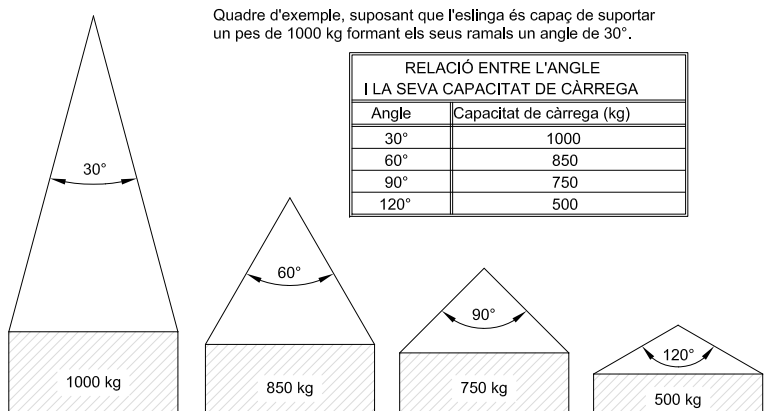 Quadre d'exemple, suposant que l'eslinga és capaç de suportar
un pes de 1000 kg formant els seus ramals un angle de 30°.
RELACIÓ ENTRE L'ANGLE
I LA SEVA CAPACITAT DE CÀRREGA
Angle Capacitat de càrrega (kg)
30° 1000
60° 850
90° 750
120° 500
30°
60°
90°
120°
1000 kg
850 kg
750 kg
500 kg